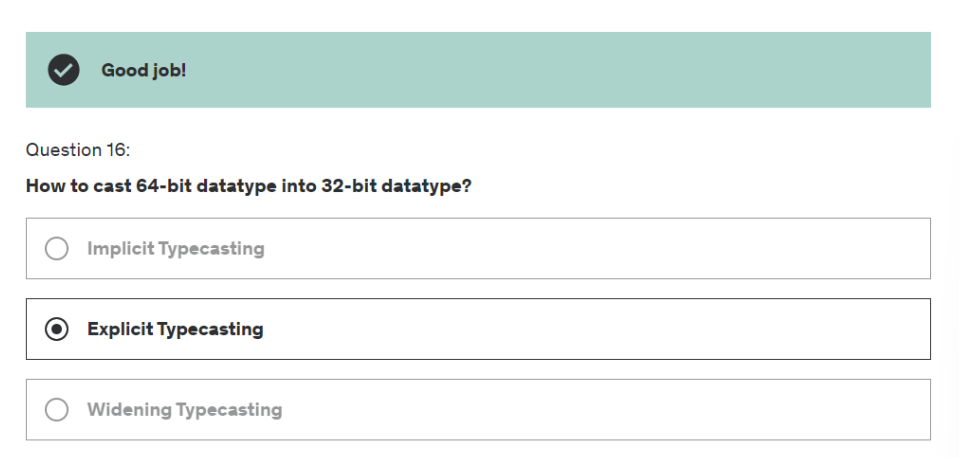 Good job!
Question 16:
How to cast 64-bit datatype into 32-bit datatype?
Implicit Typecasting
Explicit Typecasting
Widening Typecasting